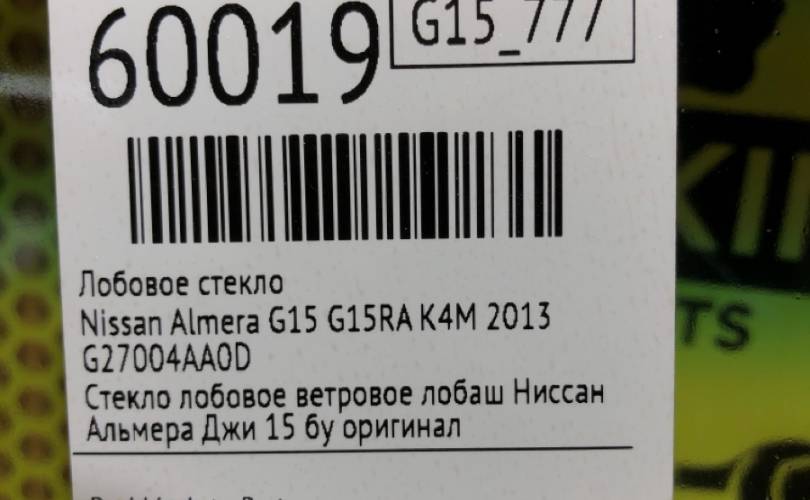 60019
G15_777
Лобовое стекло
Nissan Almera G15 G15RA K4M 2013
G27004AA0D
Стекло лобовое ветровое лобаш Ниссан
Альмера Джи 15 бу оригинал
TS